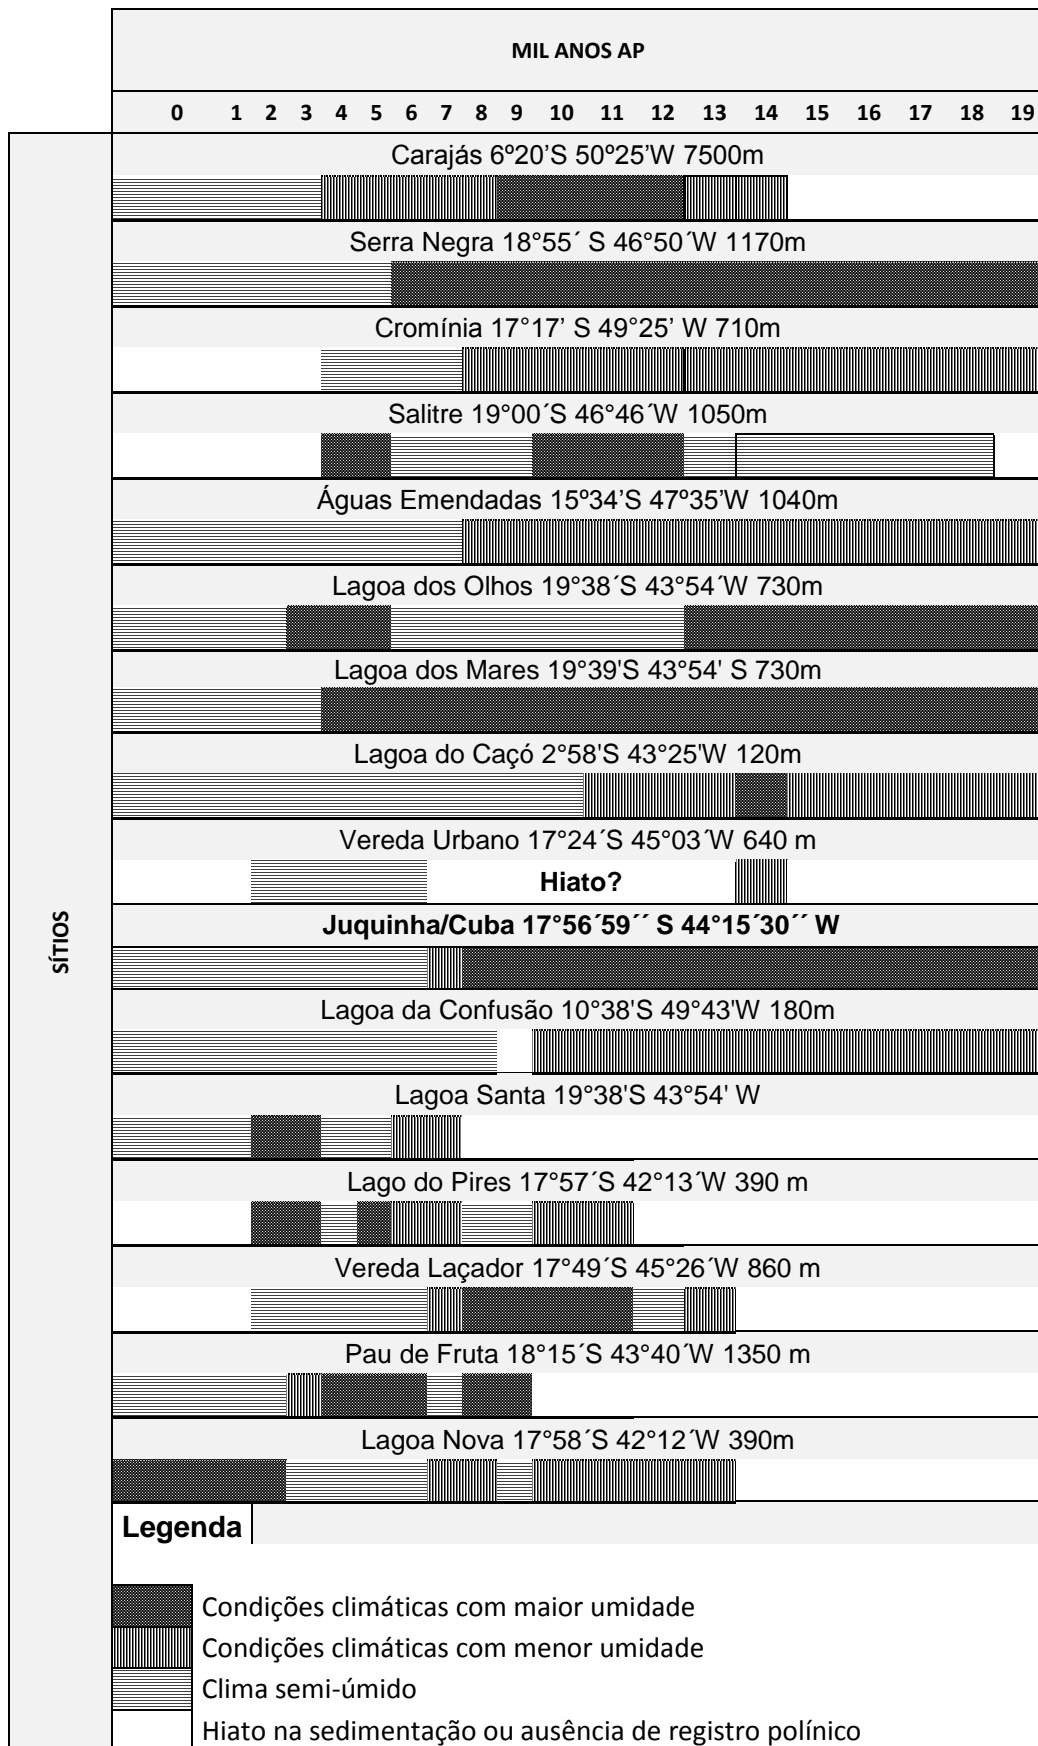 MIL ANOS AP
0 1 2 3 4 5 6 7 8 9 10 11 12 13 14 15 16 17 18 19
SÍTIOS
Carajás 6º20’S 50º25’W 7500m
Serra Negra 18°55´ S 46°50´W 1170m
Cromínia 17°17’ S 49°25’ W 710m
Salitre 19°00´S 46°46´W 1050m
Águas Emendadas 15º34’S 47º35’W 1040m
Lagoa dos Olhos 19°38´S 43°54´W 730m
Lagoa dos Mares 19°39'S 43°54' S 730m
Lagoa do Caçó 2°58'S 43°25'W 120m
Vereda Urbano 17°24´S 45°03´W 640 m
Hiato?
Juquinha/Cuba 17°56´59´´ S 44°15´30´´ W
Lagoa da Confusão 10°38'S 49°43'W 180m
Lagoa Santa 19°38'S 43°54' W
Lago do Pires 17°57´S 42°13´W 390 m
Vereda Laçador 17°49´S 45°26´W 860 m
Pau de Fruta 18°15´S 43°40´W 1350 m
Lagoa Nova 17°58´S 42°12´W 390m
Legenda
Condições climáticas com maior umidade
Condições climáticas com menor umidade
Clima semi-úmido
Hiato na sedimentação ou ausência de registro polínico